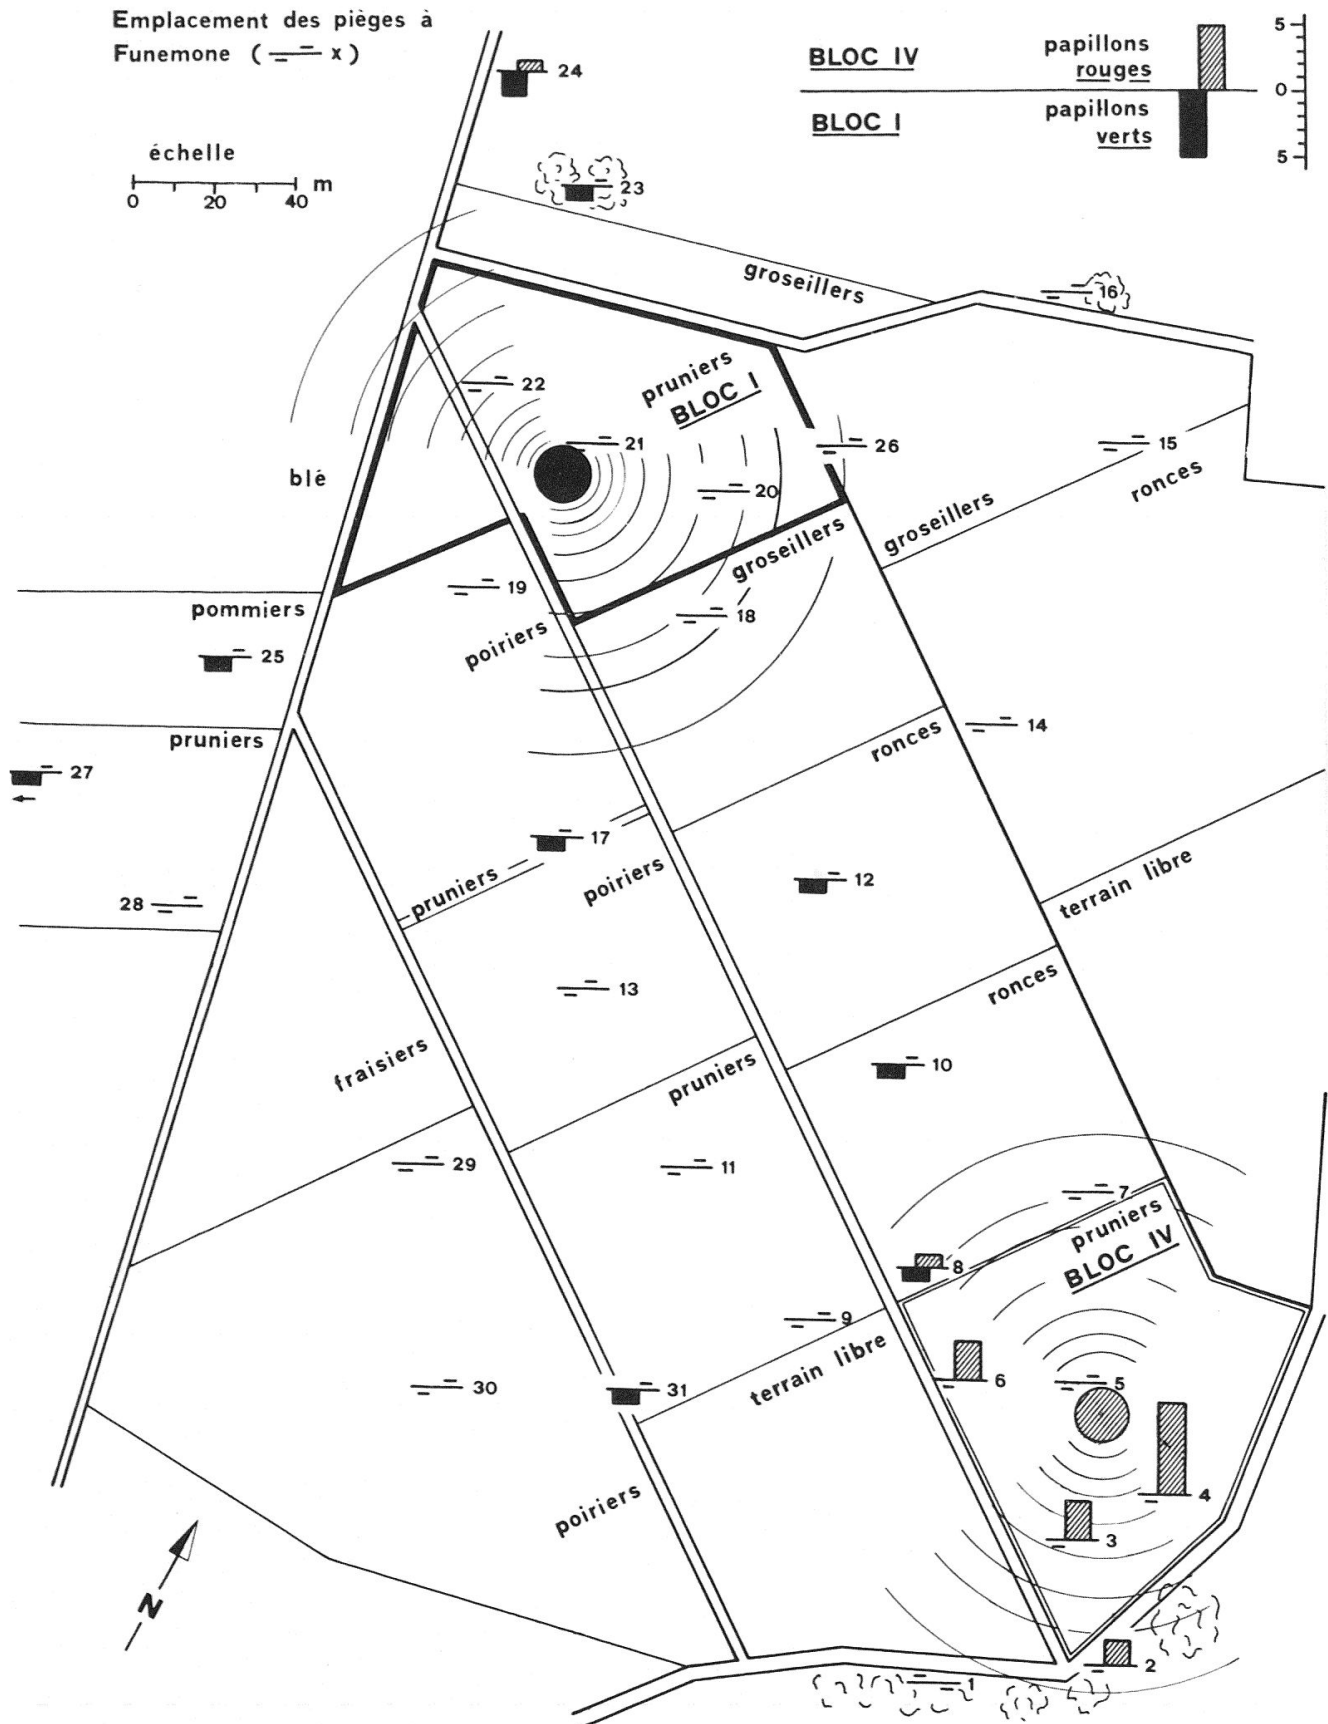 Emplacement des pièges à
Funemone ( x )
échelle
0 20 40 m
BLOC IV
papillons
rouges
BLOC I
papillons
verts
5
0
5
24
23
groseillers
16
pruniers
BLOC I
22
21
26
15
ronces
blé
20
groseillers
groseillers
19
18
pommiers
poiriers
25
pruniers
14
ronces
27
17
12
terrain libre
pruniers
poiriers
28
13
ronces
fraisiers
pruniers
10
29
11
7
pruniers
BLOC IV
8
9
terrain libre
6
5
30
31
4
poiriers
3
N
2
1